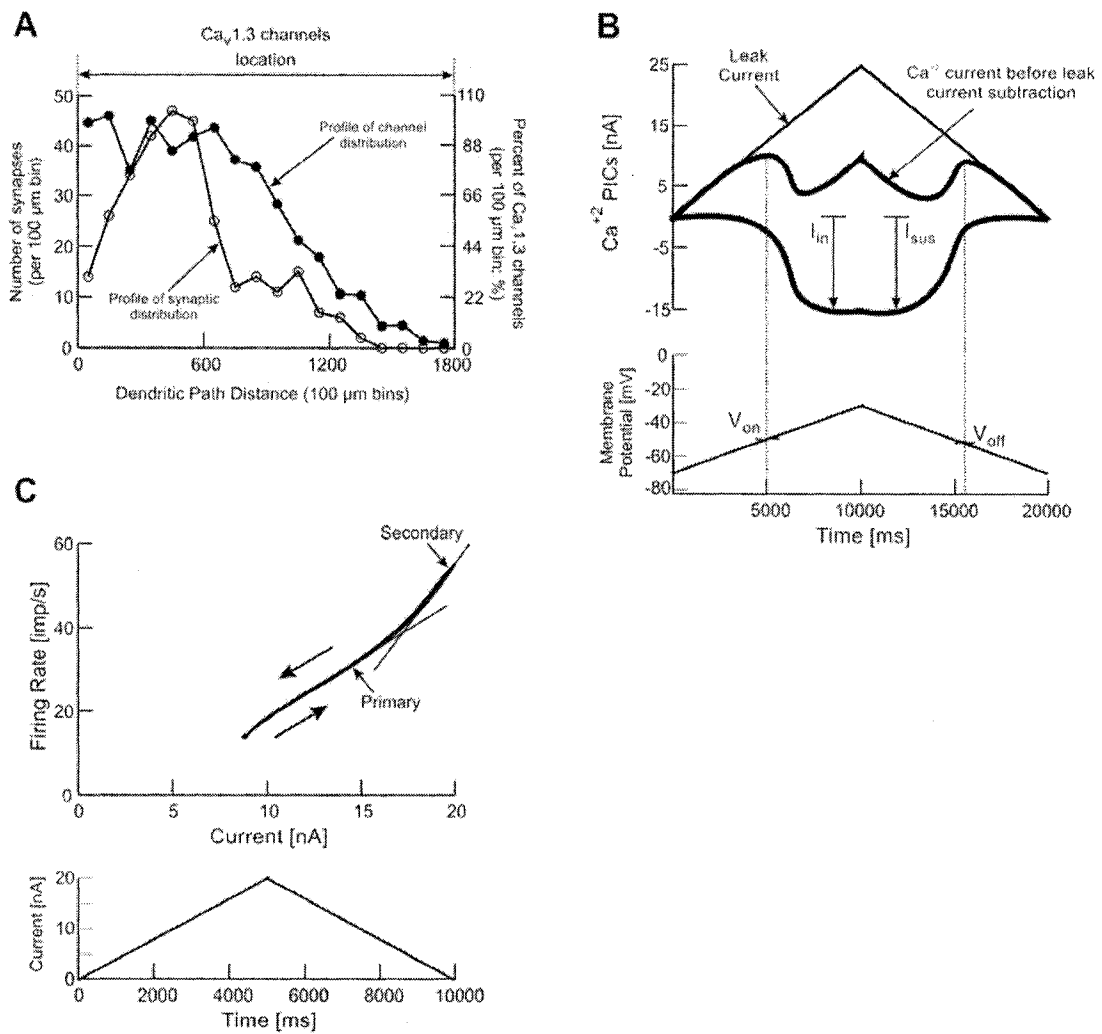 A
Caᵥ1.3 channels
location
50
40
30
20
10
0
Number of synapses
(per 100 µm bin)
110
88
66
44
22
0
Percent of Caᵥ1.3 channels
(per 100 µm bin; %)
Profile of channel
distribution
Profile of synaptic
distribution
0
600
1200
1800
Dendritic Path Distance (100 µm bins)
B
25
15
5
-5
-15
Ca⁺² PICs [nA]
Leak
Current
Ca⁺² current before leak
current subtraction
Iin
Isus
0
-20
-40
-60
-80
Membrane
Potential [mV]
Von
Voff
0
5000
10000
15000
20000
Time [ms]
C
60
40
20
0
Firing Rate [imp/s]
Secondary
Primary
0
5
10
15
20
Current [nA]
20
10
0
Current [nA]
0
2000
4000
6000
8000
10000
Time [ms]